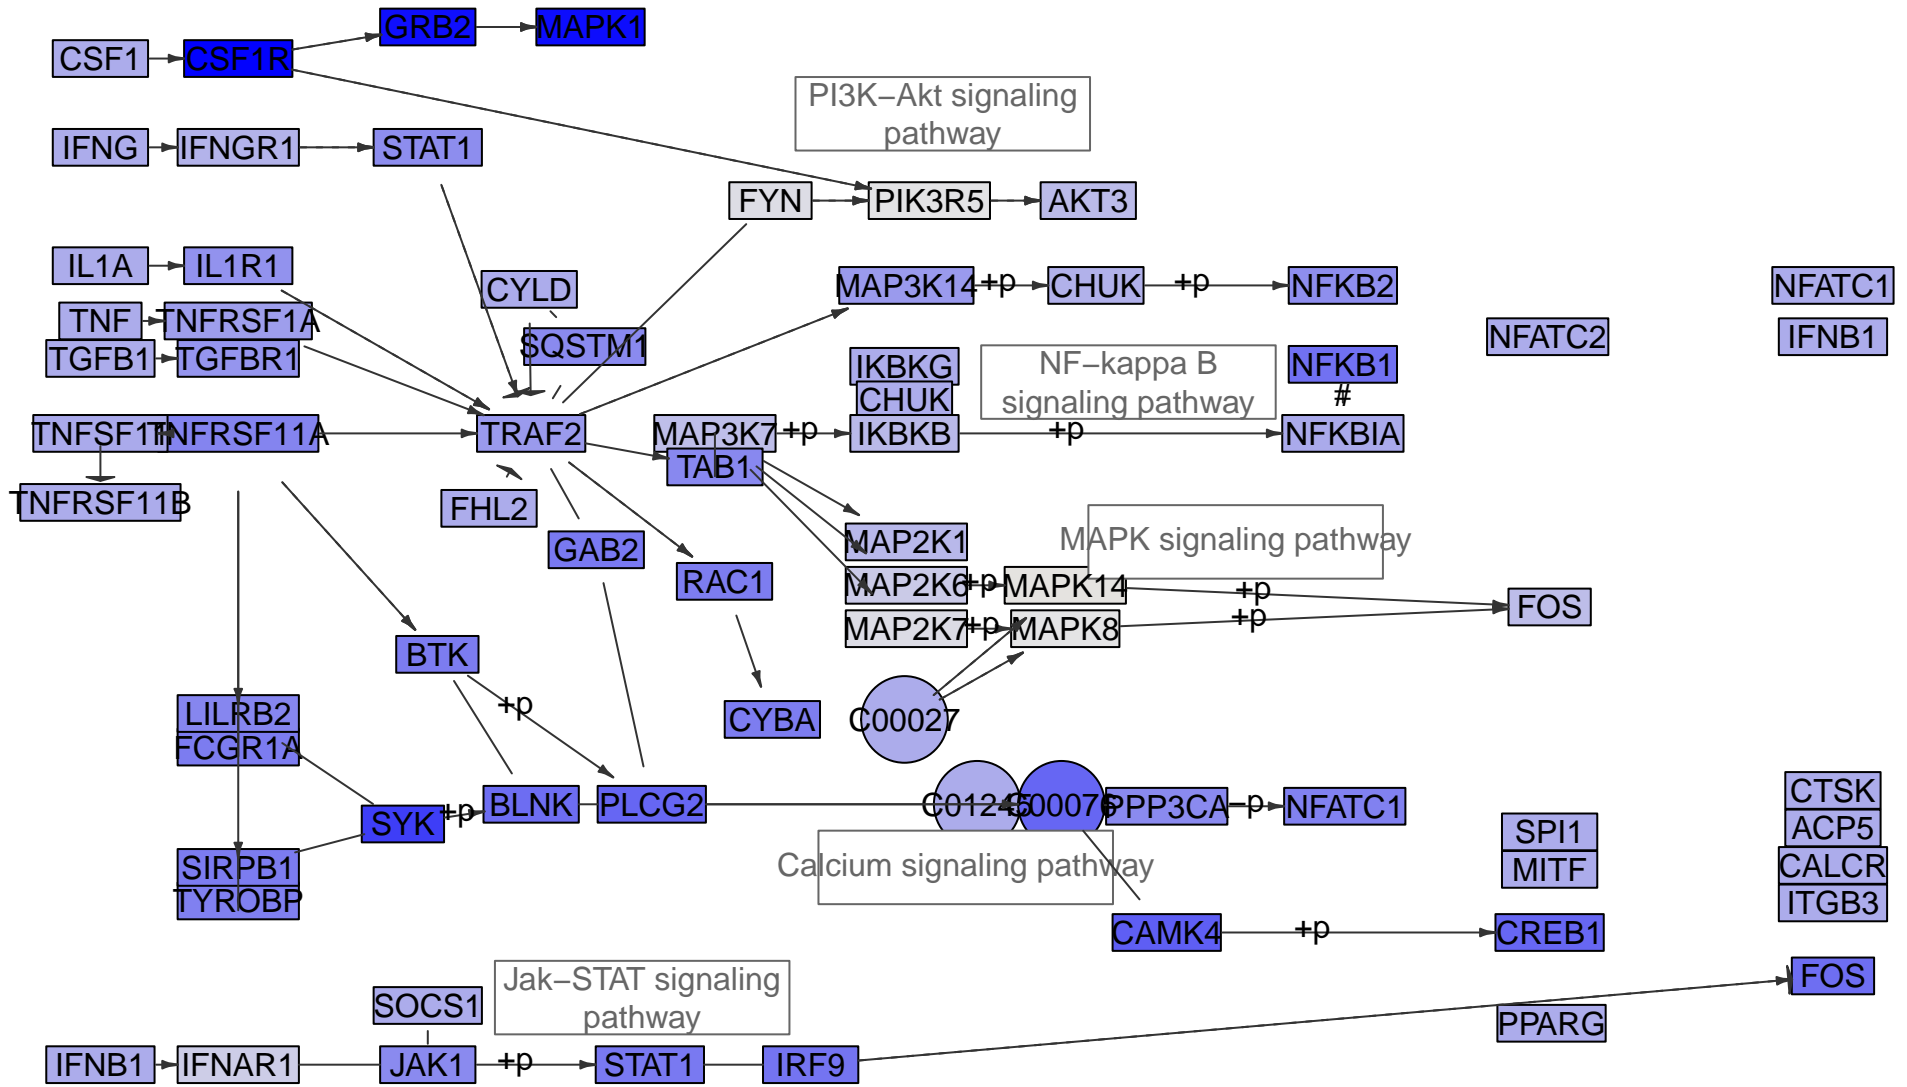 GRB2
MAPK1
CSF1
CSF1R
PI3K–Akt signaling
pathway
IFNG
IFNGR1
STAT1
FYN
PIK3R5
AKT3
IL1A
IL1R1
CYLD
MAP3K14
+p
CHUK
+p
NFKB2
NFATC1
TNF
TNFRSF1A
SQSTM1
NFATC2
IFNB1
TGFB1
TGFBR1
IKBKG
NF–kappa B
signaling pathway
NFKB1
#
CHUK
TNFRSF11A
TRAF2
MAP3K7
+p
IKBKB
+p
NFKBIA
TAB1
TNFRSF11B
FHL2
GAB2
MAP2K1
MAPK signaling pathway
RAC1
MAP2K6
+p
MAPK14
+p
FOS
MAP2K7
+p
MAPK8
+p
BTK
+p
LILRB2
FCGR1A
CYBA
C00027
SYK
+p
BLNK
PLCG2
C01245
C00076
PPP3CA
–p
NFATC1
CTSK
SPI1
ACP5
SIRPB1
TYROBP
Calcium signaling pathway
MITF
CALCR
ITGB3
CAMK4
+p
CREB1
Jak–STAT signaling
pathway
FOS
SOCS1
PPARG
IFNB1
IFNAR1
JAK1
+p
STAT1
IRF9